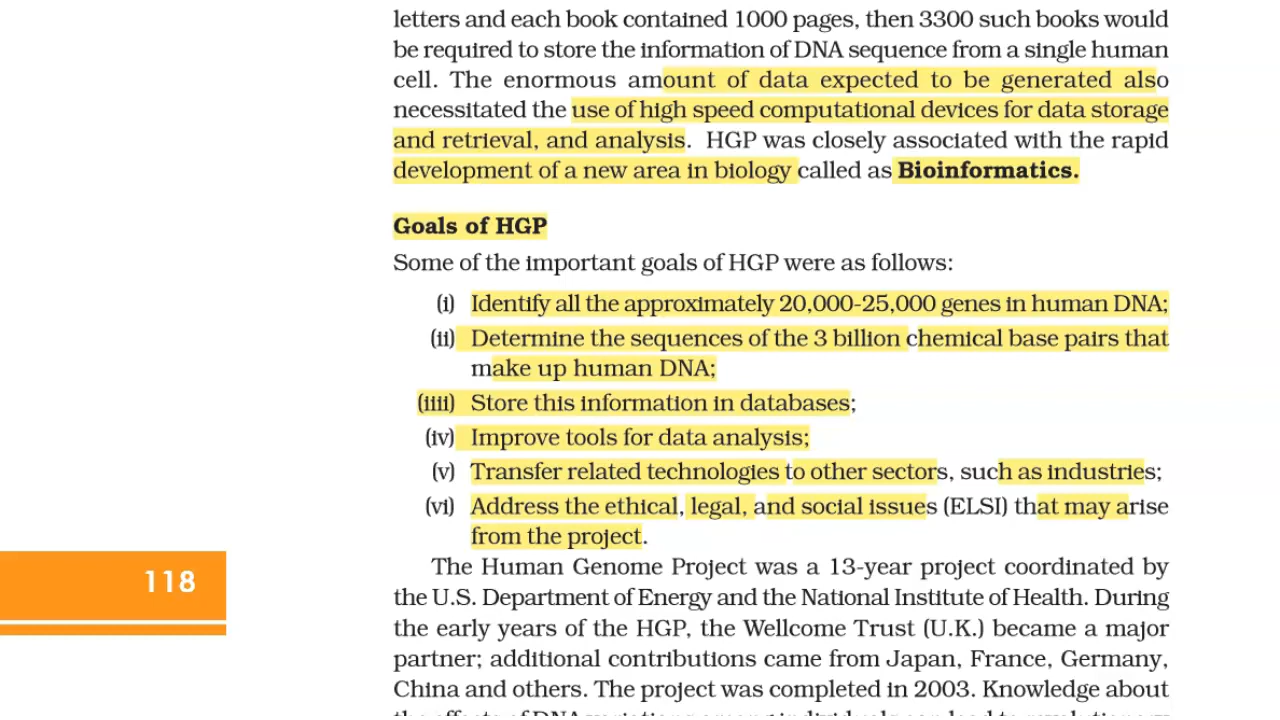 letters and each book contained 1000 pages, then 3300 such books would
be required to store the information of DNA sequence from a single human
cell. The enormous amount of data expected to be generated also
necessitated the use of high speed computational devices for data storage
and retrieval, and analysis. HGP was closely associated with the rapid
development of a new area in biology called as Bioinformatics.
Goals of HGP
Some of the important goals of HGP were as follows:
(i) Identify all the approximately 20,000-25,000 genes in human DNA;
(ii) Determine the sequences of the 3 billion chemical base pairs that
make up human DNA;
(iiii) Store this information in databases;
(iv) Improve tools for data analysis;
(v) Transfer related technologies to other sectors, such as industries;
(vi) Address the ethical, legal, and social issues (ELSI) that may arise
from the project.
The Human Genome Project was a 13-year project coordinated by
the U.S. Department of Energy and the National Institute of Health. During
the early years of the HGP, the Wellcome Trust (U.K.) became a major
partner; additional contributions came from Japan, France, Germany,
China and others. The project was completed in 2003. Knowledge about
118